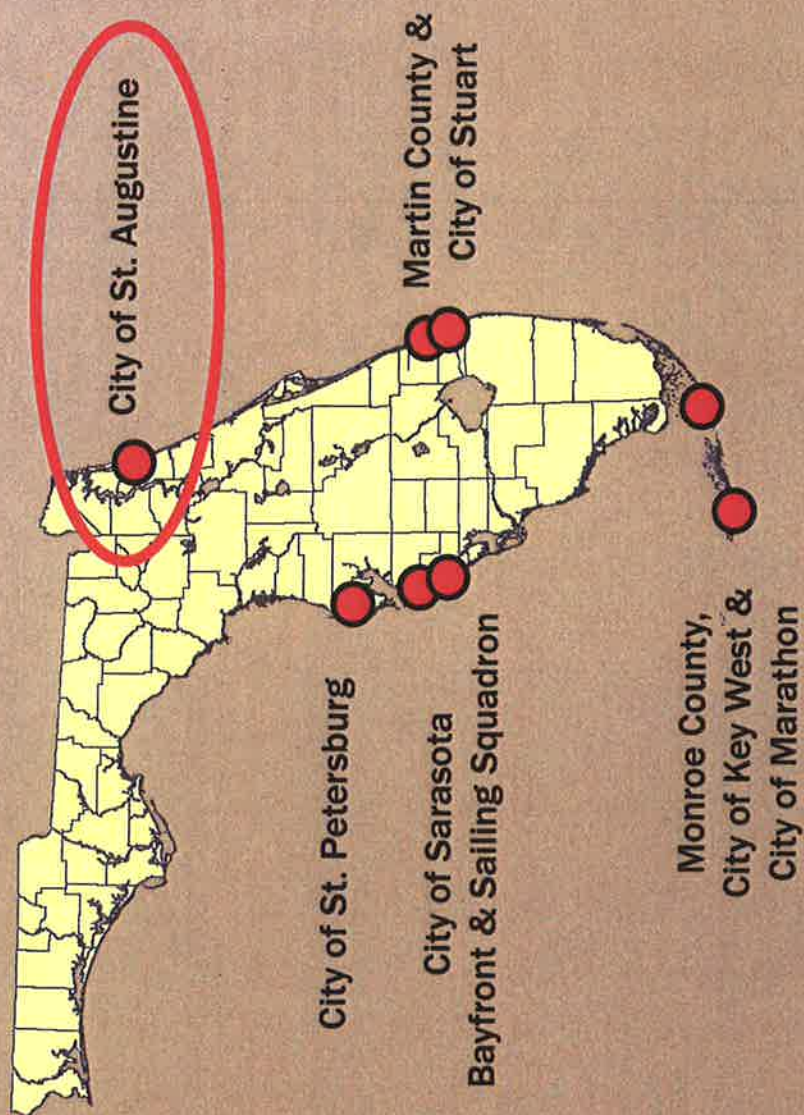 City of St. Augustine
Martin County &
City of Stuart
City of St. Petersburg
City of Sarasota
Bayfront & Sailing Squadron
Monroe County,
City of Key West &
City of Marathon